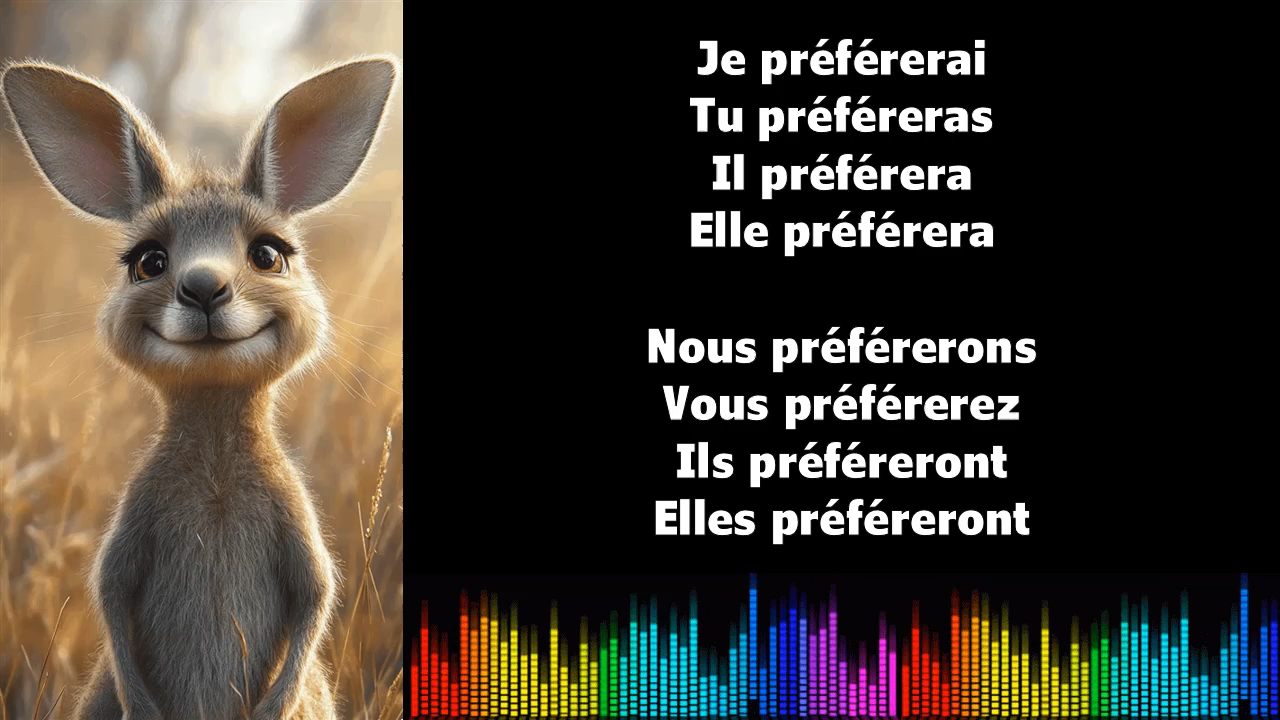 Je préférerai
Tu préféreras
Il préférera
Elle préférera
Nous préférerons
Vous préférerez
Ils préféreront
Elles préféreront